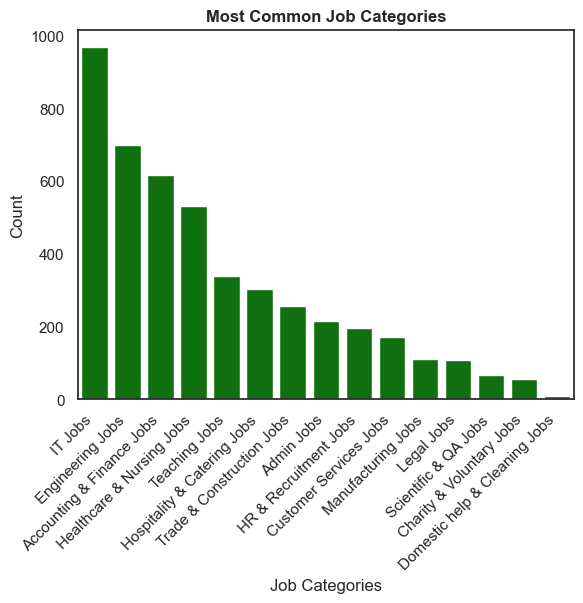 Most Common Job Categories
Count
1000
800
600
400
200
0
IT Jobs
Engineering Jobs
Accounting & Finance Jobs
Healthcare & Nursing Jobs
Teaching Jobs
Hospitality & Catering Jobs
Trade & Construction Jobs
Admin Jobs
HR & Recruitment Jobs
Customer Services Jobs
Manufacturing Jobs
Legal Jobs
Scientific & QA Jobs
Charity & Voluntary Jobs
Domestic help & Cleaning Jobs
Job Categories